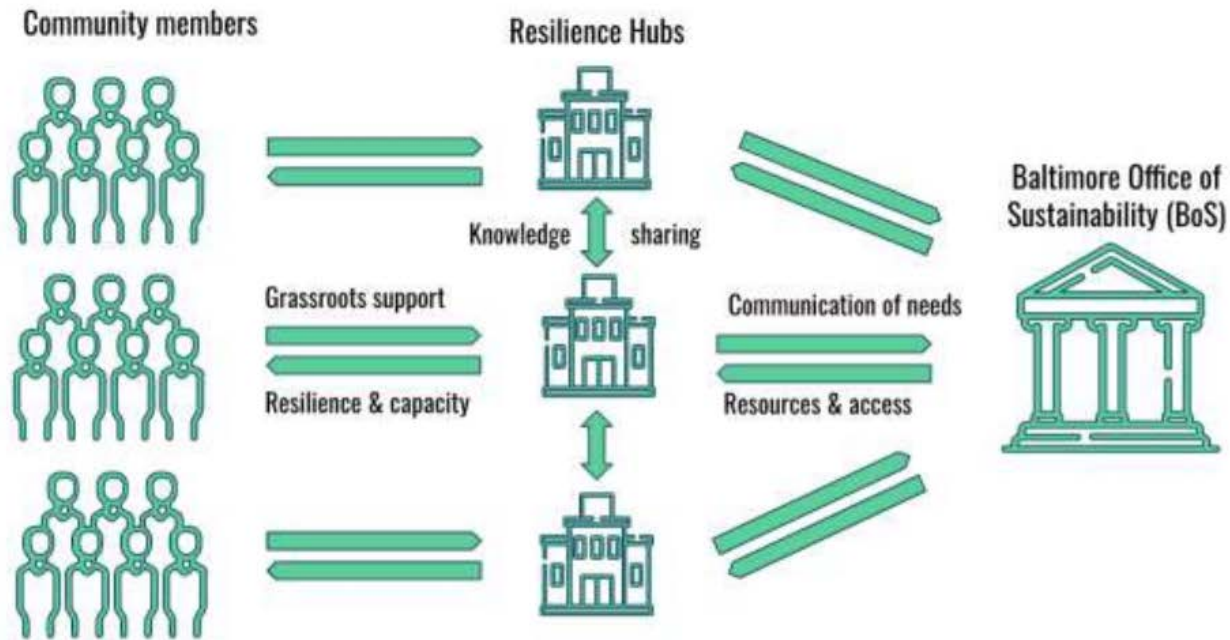 Community members
Resilience Hubs
Baltimore Office of
Sustainability (BoS)
Knowledge sharing
Grassroots support
Communication of needs
Resilience & capacity
Resources & access